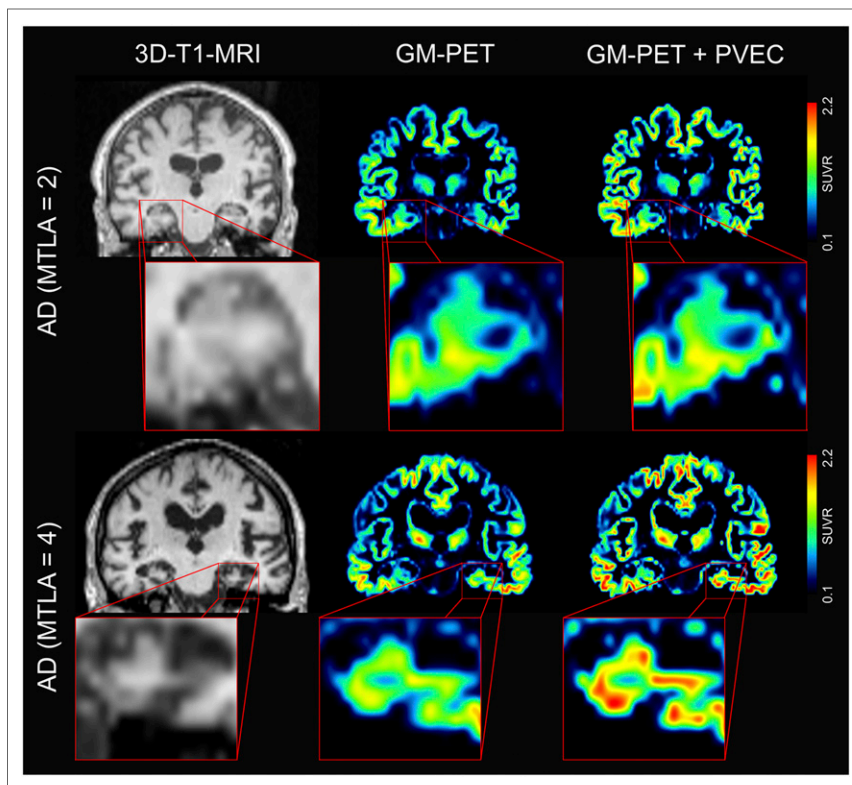 3D-T1-MRI
GM-PET
GM-PET + PVEC
AD (MTLA = 2)
2.2
SUVR
0.1
AD (MTLA = 4)
2.2
SUVR
0.1